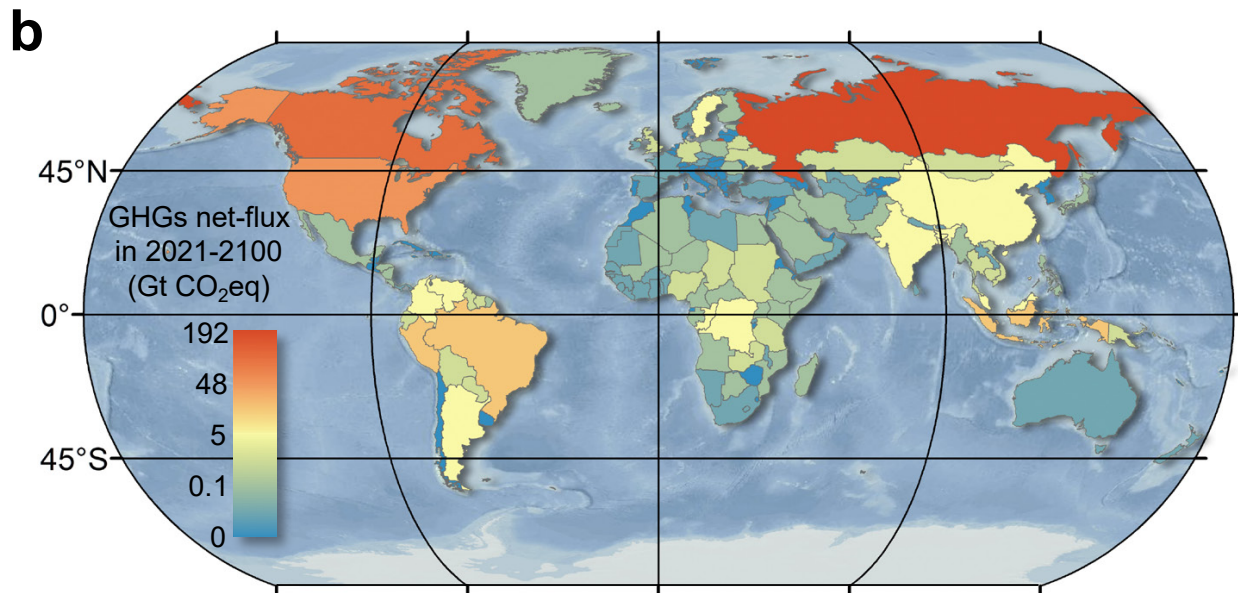 b
45°N
GHGs net-flux
in 2021-2100
(Gt CO₂eq)
0°
192
48
5
45°S
0.1
0